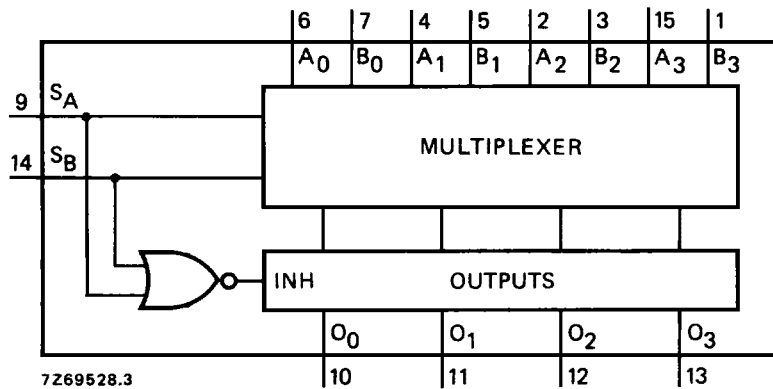 6 7 4 5 2 3 15 1
A0 B0 A1 B1 A2 B2 A3 B3
9 SA
MULTIPLEXER
14 SB
INH OUTPUTS
O0 O1 O2 O3
7Z69528.3 10 11 12 13